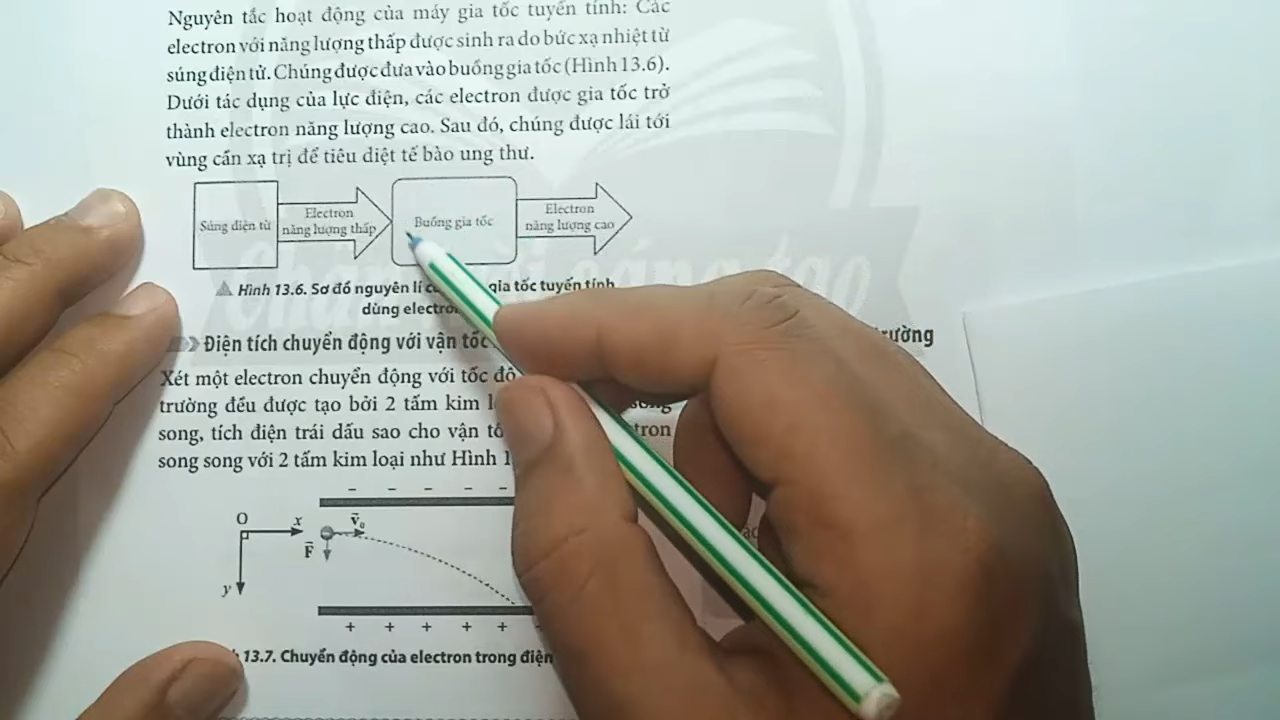 Nguyên tắc hoạt động của máy gia tốc tuyến tính: Các
electron với năng lượng thấp được sinh ra do bức xạ nhiệt từ
súng điện tử. Chúng được đưa vào buồng gia tốc (Hình 13.6).
Dưới tác dụng của lực điện, các electron được gia tốc trở
thành electron năng lượng cao. Sau đó, chúng được lái tới
vùng cần xạ trị để tiêu diệt tế bào ung thư.
Súng điện tử
Electron
năng lượng thấp
Buồng gia tốc
Electron
năng lượng cao
Chân trời sáng tạo
Hình 13.6. Sơ đồ nguyên lí gia tốc tuyến tính
dùng
Điện tích chuyển động với vận tốc
Xét một electron chuyển động với tốc độ
trường đều được tạo bởi 2 tấm kim song
song, tích điện trái dấu sao cho vận tron
song song với 2 tấm kim loại như Hình
- - - - -
O x
v₀
F
y
+ + + + +
13.7. Chuyển động của electron trong điện